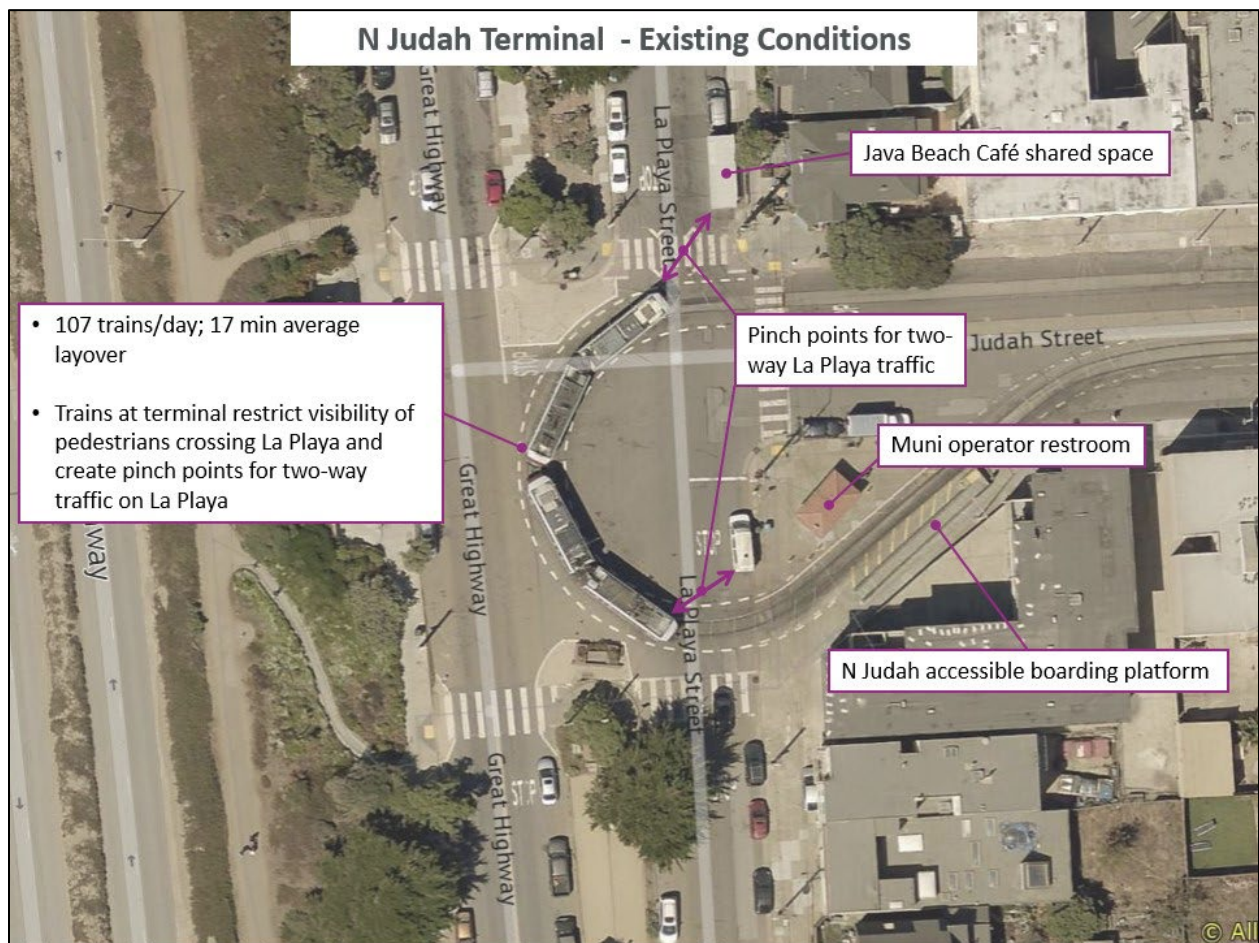 N Judah Terminal - Existing Conditions
Great Highway
La Playa Street
Java Beach Café shared space
• 107 trains/day; 17 min average
layover
• Trains at terminal restrict visibility of
pedestrians crossing La Playa and
create pinch points for two-way
traffic on La Playa
Pinch points for two-
way La Playa traffic
Judah Street
Muni operator restroom
Great Highway
way
La Playa Street
N Judah accessible boarding platform
Great Highway
STOP
© All